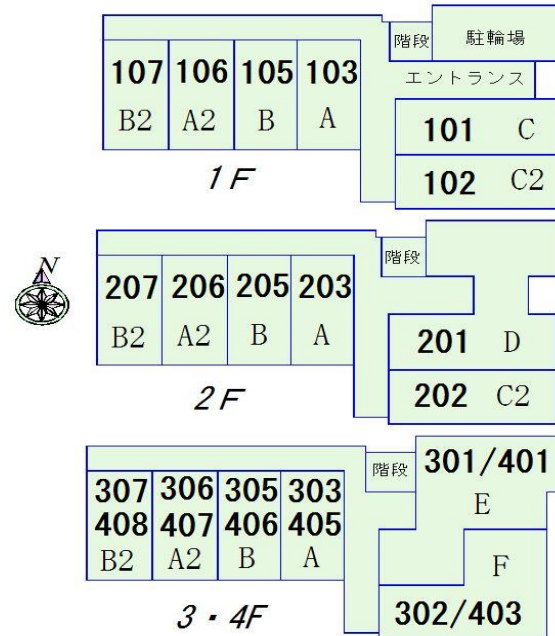 階段 駐輪場
エントランス
107 106 105 103
B2 A2 B A
101 C
102 C2
1F
N
階段
207 206 205 203
B2 A2 B A
201 D
202 C2
2F
階段 301/401
E
307 306 305 303
408 407 406 405
B2 A2 B A
F
302/403
3・4F